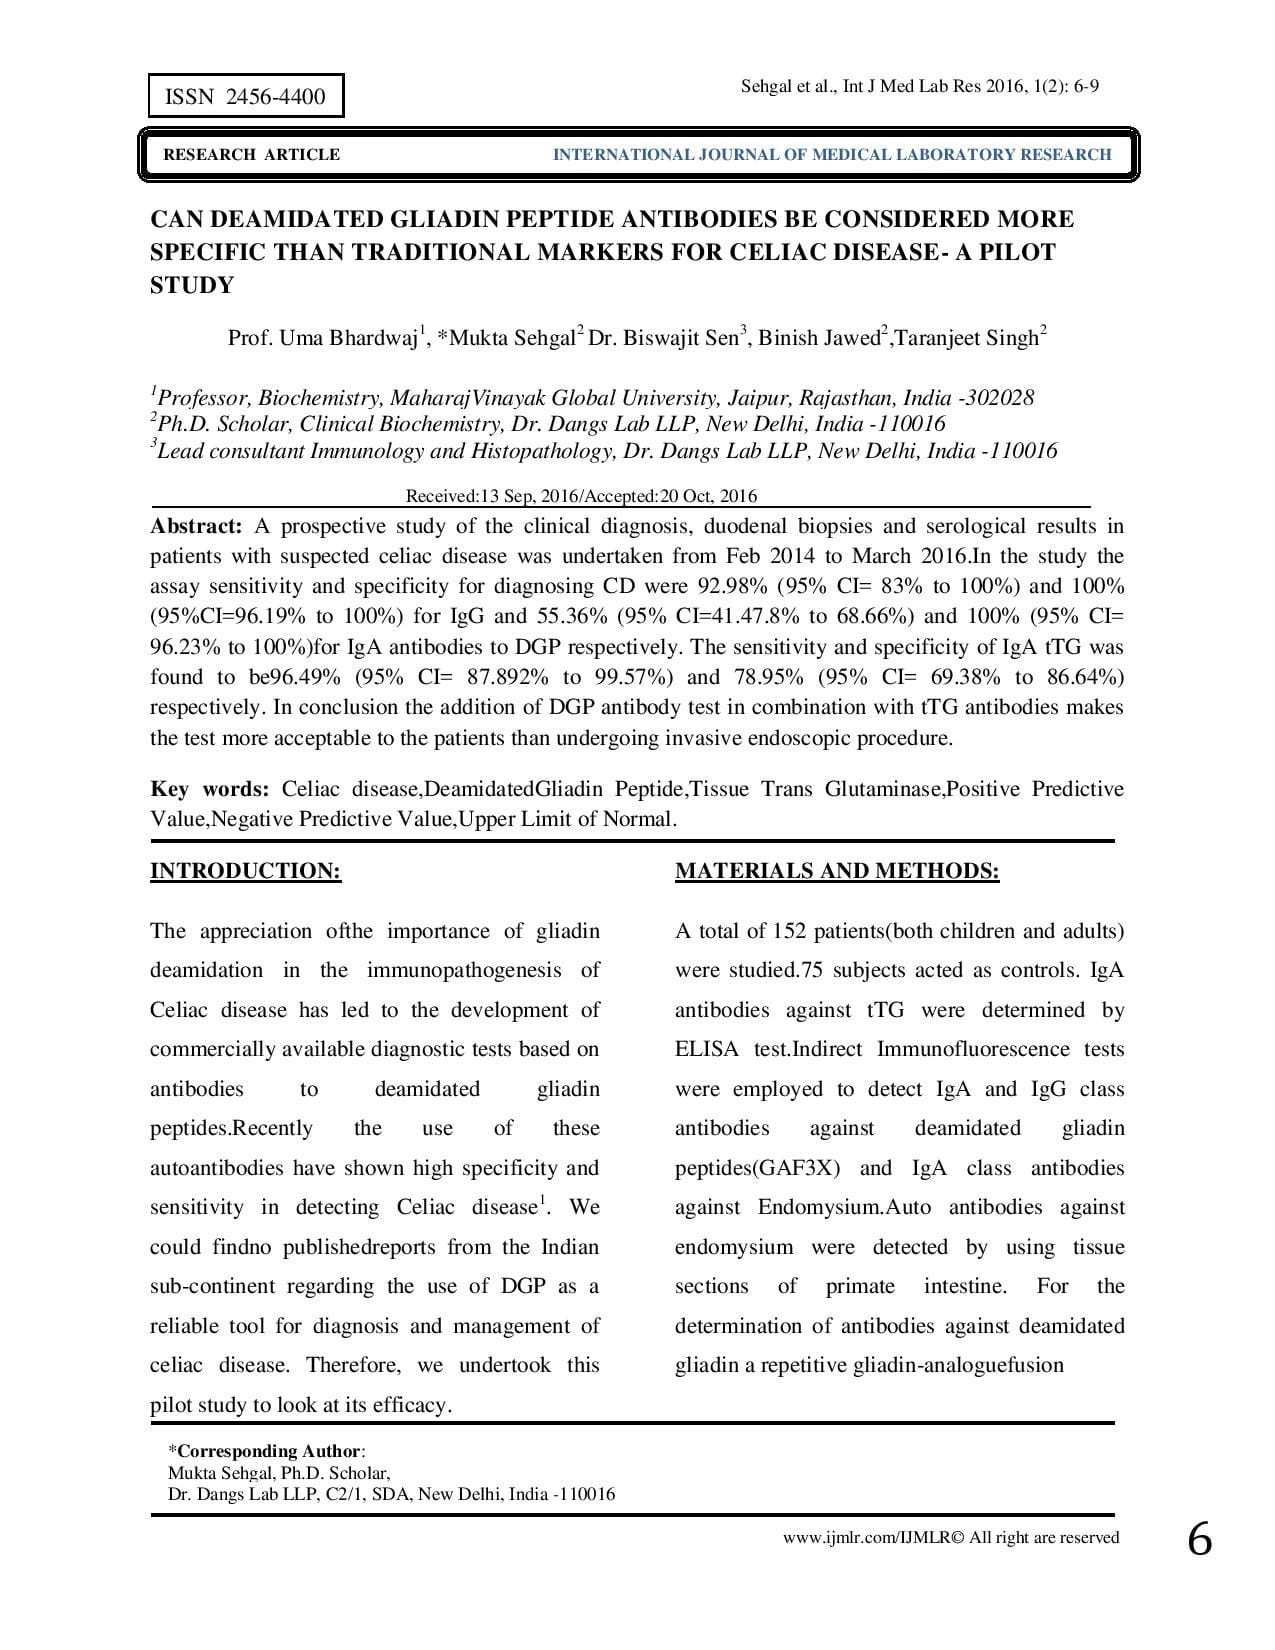 ISSN 2456-4400
Sehgal et al., Int J Med Lab Res 2016, 1(2): 6-9
RESEARCH ARTICLE
INTERNATIONAL JOURNAL OF MEDICAL LABORATORY RESEARCH
CAN DEAMIDATED GLIADIN PEPTIDE ANTIBODIES BE CONSIDERED MORE
SPECIFIC THAN TRADITIONAL MARKERS FOR CELIAC DISEASE- A PILOT
STUDY
Prof. Uma Bhardwaj1, *Mukta Sehgal2 Dr. Biswajit Sen3, Binish Jawed2,Taranjeet Singh2
1Professor, Biochemistry, MaharajVinayak Global University, Jaipur, Rajasthan, India -302028
2Ph.D. Scholar, Clinical Biochemistry, Dr. Dangs Lab LLP, New Delhi, India -110016
3Lead consultant Immunology and Histopathology, Dr. Dangs Lab LLP, New Delhi, India -110016
Received:13 Sep, 2016/Accepted:20 Oct, 2016
Abstract: A prospective study of the clinical diagnosis, duodenal biopsies and serological results in
patients with suspected celiac disease was undertaken from Feb 2014 to March 2016.In the study the
assay sensitivity and specificity for diagnosing CD were 92.98% (95% CI= 83% to 100%) and 100%
(95%CI=96.19% to 100%) for IgG and 55.36% (95% CI=41.47.8% to 68.66%) and 100% (95% CI=
96.23% to 100%)for IgA antibodies to DGP respectively. The sensitivity and specificity of IgA tTG was
found to be96.49% (95% CI= 87.892% to 99.57%) and 78.95% (95% CI= 69.38% to 86.64%)
respectively. In conclusion the addition of DGP antibody test in combination with tTG antibodies makes
the test more acceptable to the patients than undergoing invasive endoscopic procedure.
Key words: Celiac disease,DeamidatedGliadin Peptide,Tissue Trans Glutaminase,Positive Predictive
Value,Negative Predictive Value,Upper Limit of Normal.
INTRODUCTION:
The appreciation ofthe importance of gliadin
deamidation in the immunopathogenesis of
Celiac disease has led to the development of
commercially available diagnostic tests based on
antibodies to deamidated gliadin
peptides.Recently the use of these
autoantibodies have shown high specificity and
sensitivity in detecting Celiac disease1. We
could findno publishedreports from the Indian
sub-continent regarding the use of DGP as a
reliable tool for diagnosis and management of
celiac disease. Therefore, we undertook this
pilot study to look at its efficacy.
MATERIALS AND METHODS:
A total of 152 patients(both children and adults)
were studied.75 subjects acted as controls. IgA
antibodies against tTG were determined by
ELISA test.Indirect Immunofluorescence tests
were employed to detect IgA and IgG class
antibodies against deamidated gliadin
peptides(GAF3X) and IgA class antibodies
against Endomysium.Auto antibodies against
endomysium were detected by using tissue
sections of primate intestine. For the
determination of antibodies against deamidated
gliadin a repetitive gliadin-analoguefusion
*Corresponding Author:
Mukta Sehgal, Ph.D. Scholar,
Dr. Dangs Lab LLP, C2/1, SDA, New Delhi, India -110016
www.ijmlr.com/IJMLR© All right are reserved
6